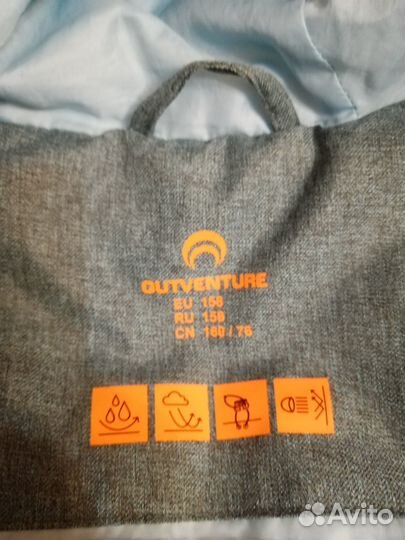 OUTVENTURE
EU 158
RU 158
CN 160 / 76
Avito